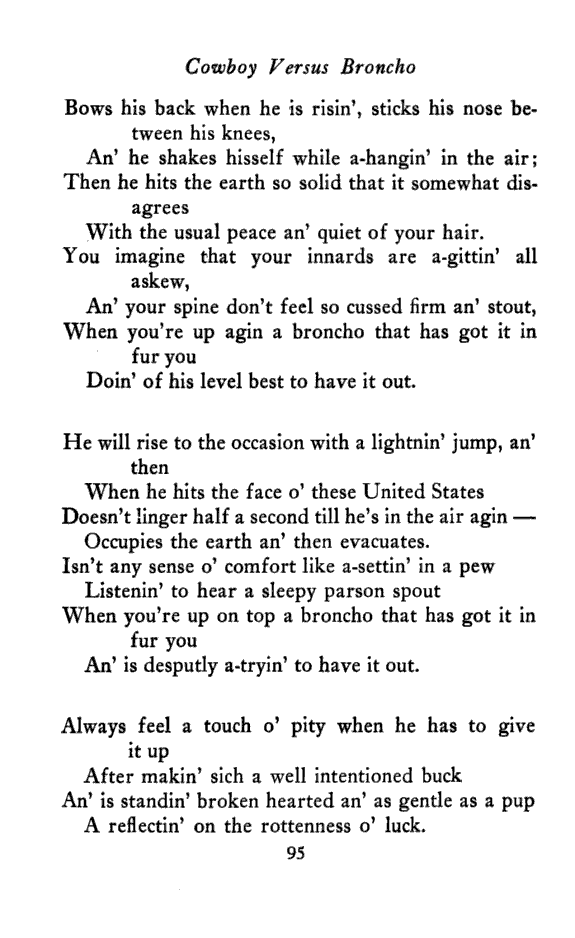 Cowboy Versus Broncho
Bows his back when he is risin', sticks his nose be-
tween his knees,
An' he shakes hisself while a-hangin' in the air;
Then he hits the earth so solid that it somewhat dis-
agrees
With the usual peace an' quiet of your hair.
You imagine that your innards are a-gittin' all
askew,
An' your spine don't feel so cussed firm an' stout,
When you're up agin a broncho that has got it in
fur you
Doin' of his level best to have it out.
He will rise to the occasion with a lightnin' jump, an'
then
When he hits the face o' these United States
Doesn't linger half a second till he's in the air agin —
Occupies the earth an' then evacuates.
Isn't any sense o' comfort like a-settin' in a pew
Listenin' to hear a sleepy parson spout
When you're up on top a broncho that has got it in
fur you
An' is desputly a-tryin' to have it out.
Always feel a touch o' pity when he has to give
it up
After makin' sich a well intentioned buck
An' is standin' broken hearted an' as gentle as a pup
A reflectin' on the rottenness o' luck.
95